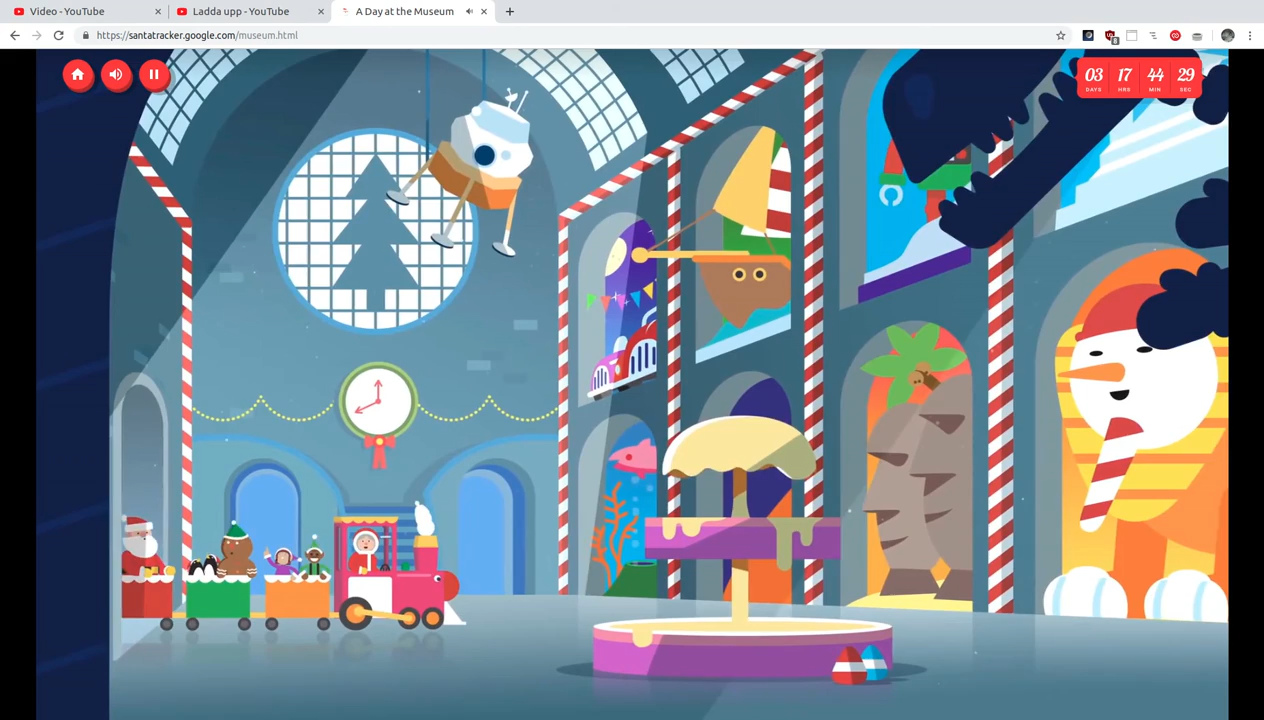 Video - YouTube
Ladda upp - YouTube
A Day at the Museum
https://santatracker.google.com/museum.html
8
03 17 44 29
DAYS HRS MIN SEC